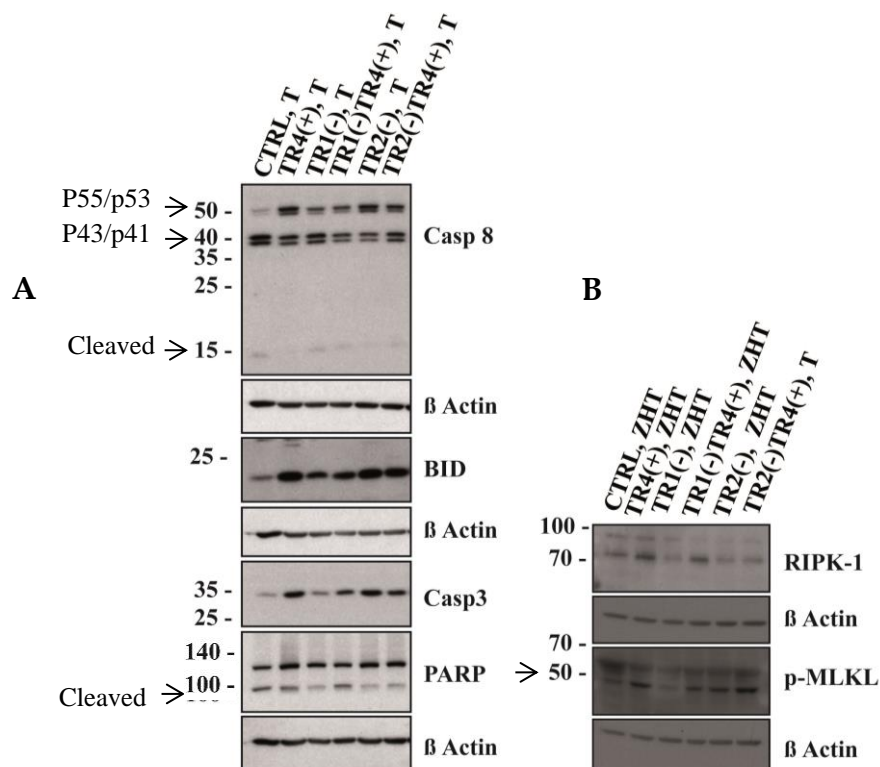 CTRL, T
TR4(+), T
TR1(-), T
TR1(-)TR4(+), T
TR2(-), T
TR2(-)TR4(+), T
P55/p53
50 -
P43/p41
40 -
35 -
Casp 8
25 -
Cleaved
15 -
A
ß Actin
25 -
BID
ß Actin
35 -
25 -
Casp3
140 -
100 -
PARP
Cleaved
ß Actin
B
CTRL, ZHT
TR4(+), ZHT
TR1(-), ZHT
TR1(-)TR4(+), ZHT
TR2(-), ZHT
TR2(-)TR4(+), T
100 -
70 -
RIPK-1
ß Actin
70 -
50 -
p-MLKL
ß Actin